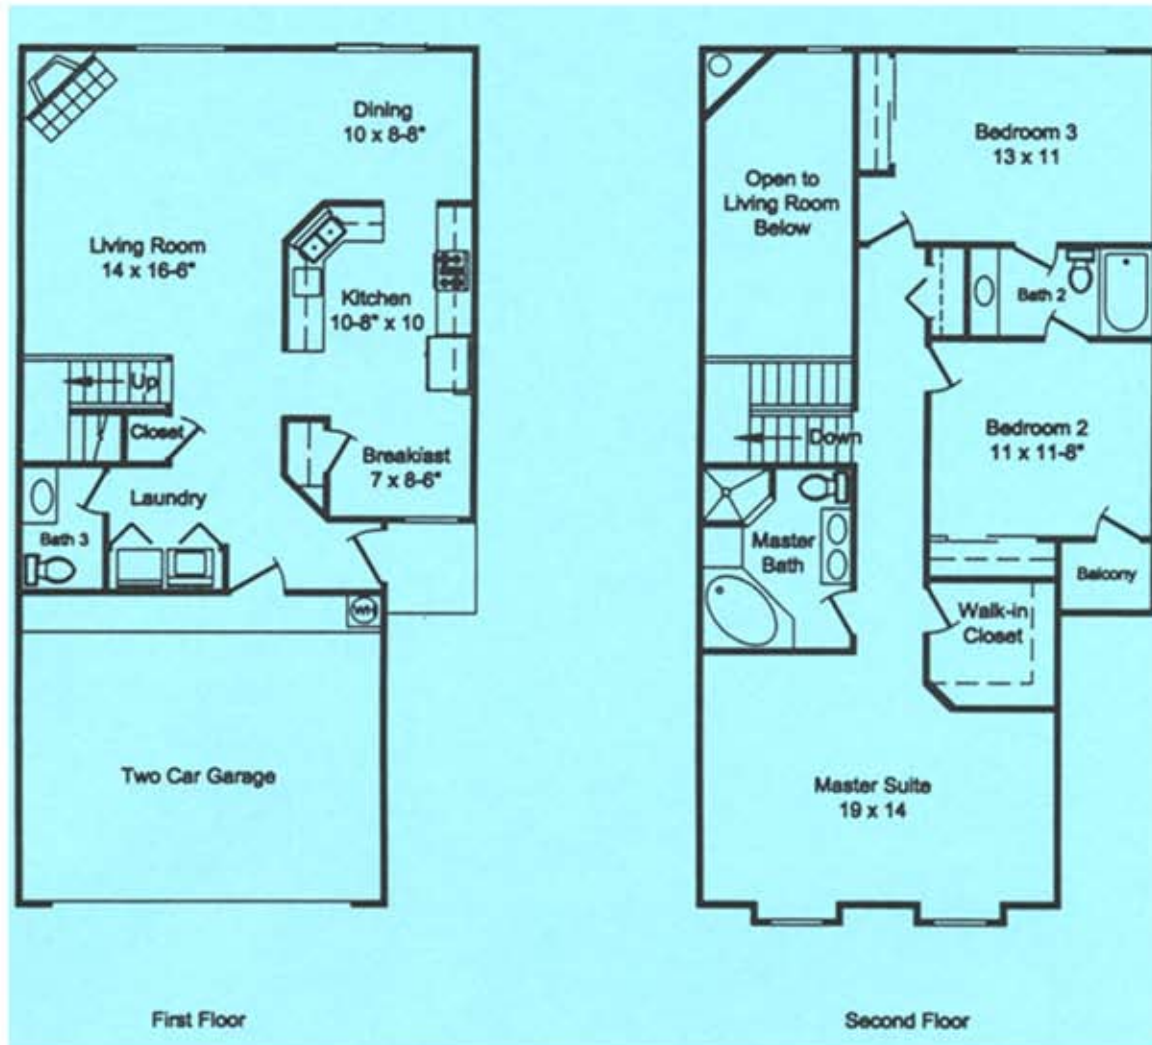 Dining
10 x 8-8"
Living Room
14 x 16-6"
Kitchen
10-8" x 10
Up
Closet
Breakfast
7 x 8-6"
Laundry
Bath 3
WH
Two Car Garage
First Floor
Bedroom 3
13 x 11
Open to
Living Room
Below
Bath 2
Down
Bedroom 2
11 x 11-8"
Master
Bath
Balcony
Walk-in
Closet
Master Suite
19 x 14
Second Floor